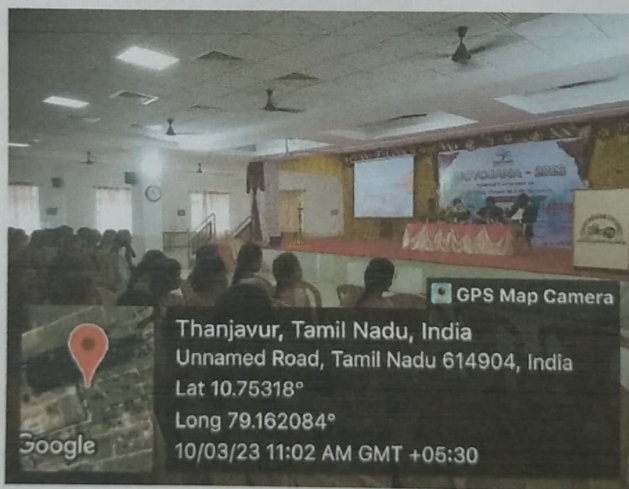 - 2023
GPS Map Camera
Thanjavur, Tamil Nadu, India
Unnamed Road, Tamil Nadu 614904, India
Lat 10.75318°
Long 79.162084°
10/03/23 11:02 AM GMT +05:30
Google